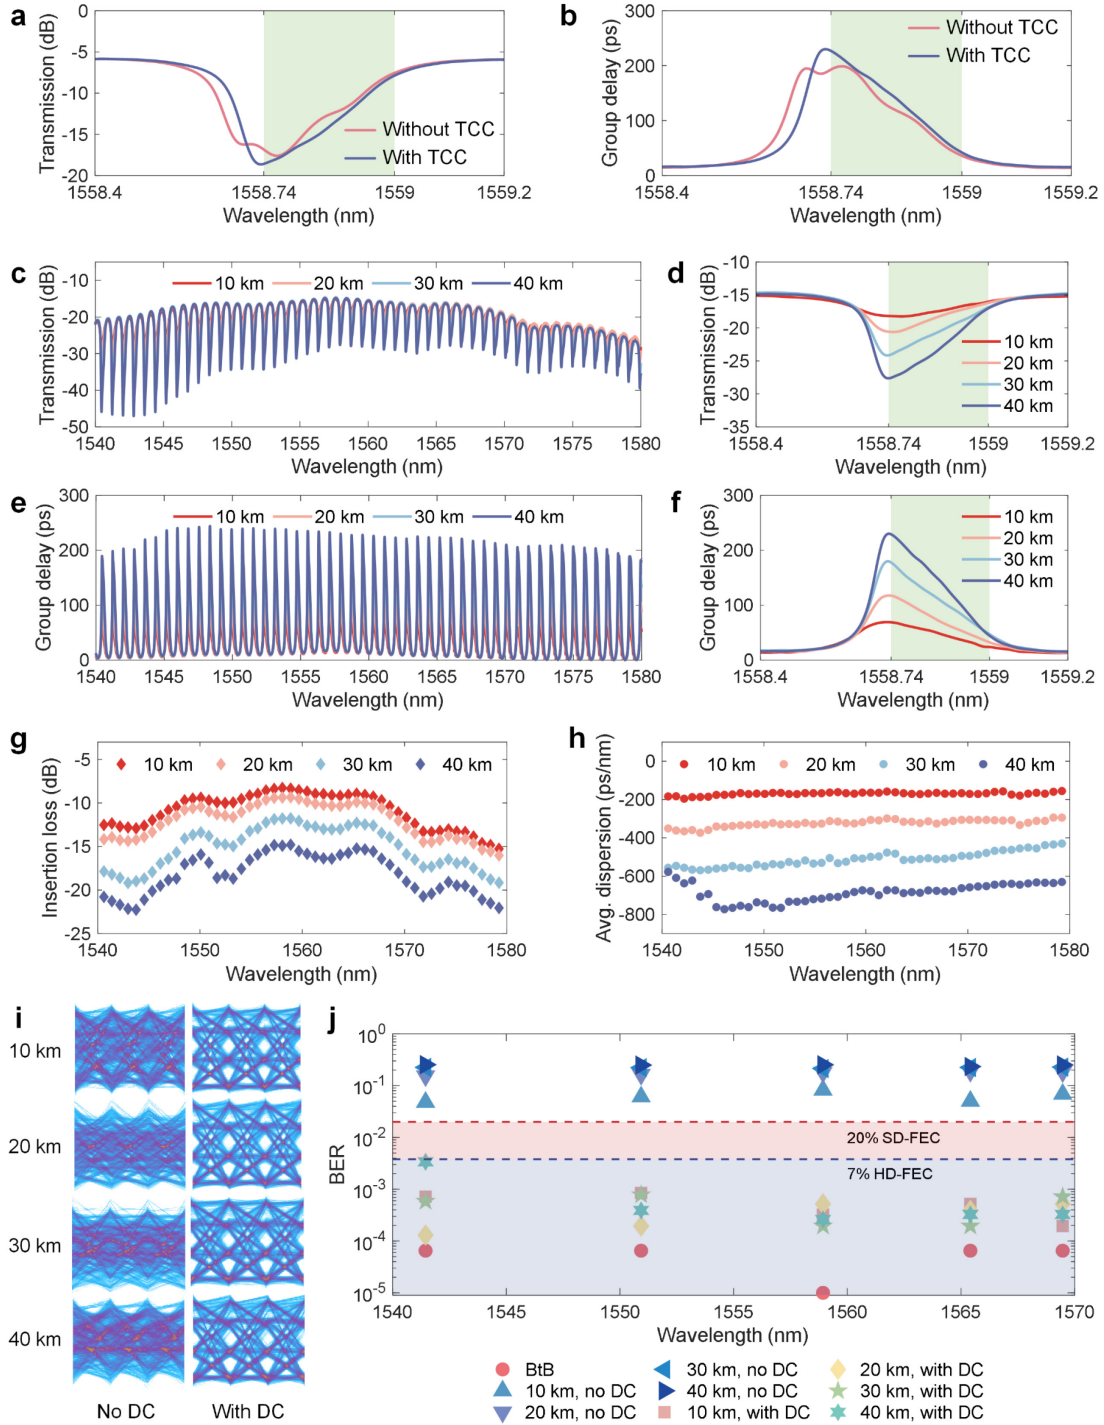 a
Transmission (dB)
0
-5
-10
-15
-20
Without TCC
With TCC
1558.4
1558.74
1559
1559.2
Wavelength (nm)
b
Group delay (ps)
300
200
100
0
Without TCC
With TCC
1558.4
1558.74
1559
1559.2
Wavelength (nm)
c
Transmission (dB)
-10
-20
-30
-40
-50
10 km 20 km 30 km 40 km
1540 1545 1550 1555 1560 1565 1570 1575 1580
Wavelength (nm)
d
Transmission (dB)
-10
-15
-20
-25
-30
-35
10 km
20 km
30 km
40 km
1558.4
1558.74
1559
1559.2
Wavelength (nm)
e
Group delay (ps)
300
200
100
0
10 km 20 km 30 km 40 km
1540 1545 1550 1555 1560 1565 1570 1575 1580
Wavelength (nm)
f
Group delay (ps)
300
200
100
0
10 km
20 km
30 km
40 km
1558.4
1558.74
1559
1559.2
Wavelength (nm)
g
Insertion loss (dB)
-5
-10
-15
-20
-25
10 km 20 km 30 km 40 km
1540 1550 1560 1570 1580
Wavelength (nm)
h
Avg. dispersion (ps/nm)
0
-200
-400
-600
-800
10 km 20 km 30 km 40 km
1540 1550 1560 1570 1580
Wavelength (nm)
i
10 km
20 km
30 km
40 km
No DC
With DC
j
BER
10^0
10^-1
10^-2
10^-3
10^-4
10^-5
20% SD-FEC
7% HD-FEC
1540 1545 1550 1555 1560 1565 1570
Wavelength (nm)
BtB
10 km, no DC
20 km, no DC
30 km, no DC
40 km, no DC
10 km, with DC
20 km, with DC
30 km, with DC
40 km, with DC